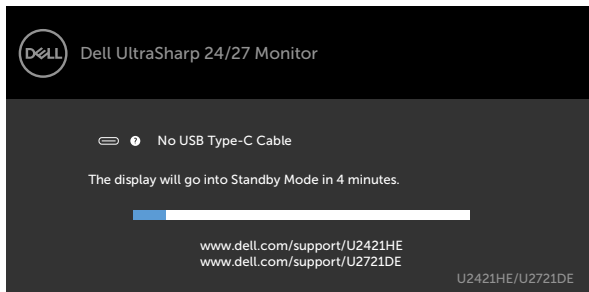 DELL Dell UltraSharp 24/27 Monitor
? No USB Type-C Cable
The display will go into Standby Mode in 4 minutes.
www.dell.com/support/U2421HE
www.dell.com/support/U2721DE
U2421HE/U2721DE